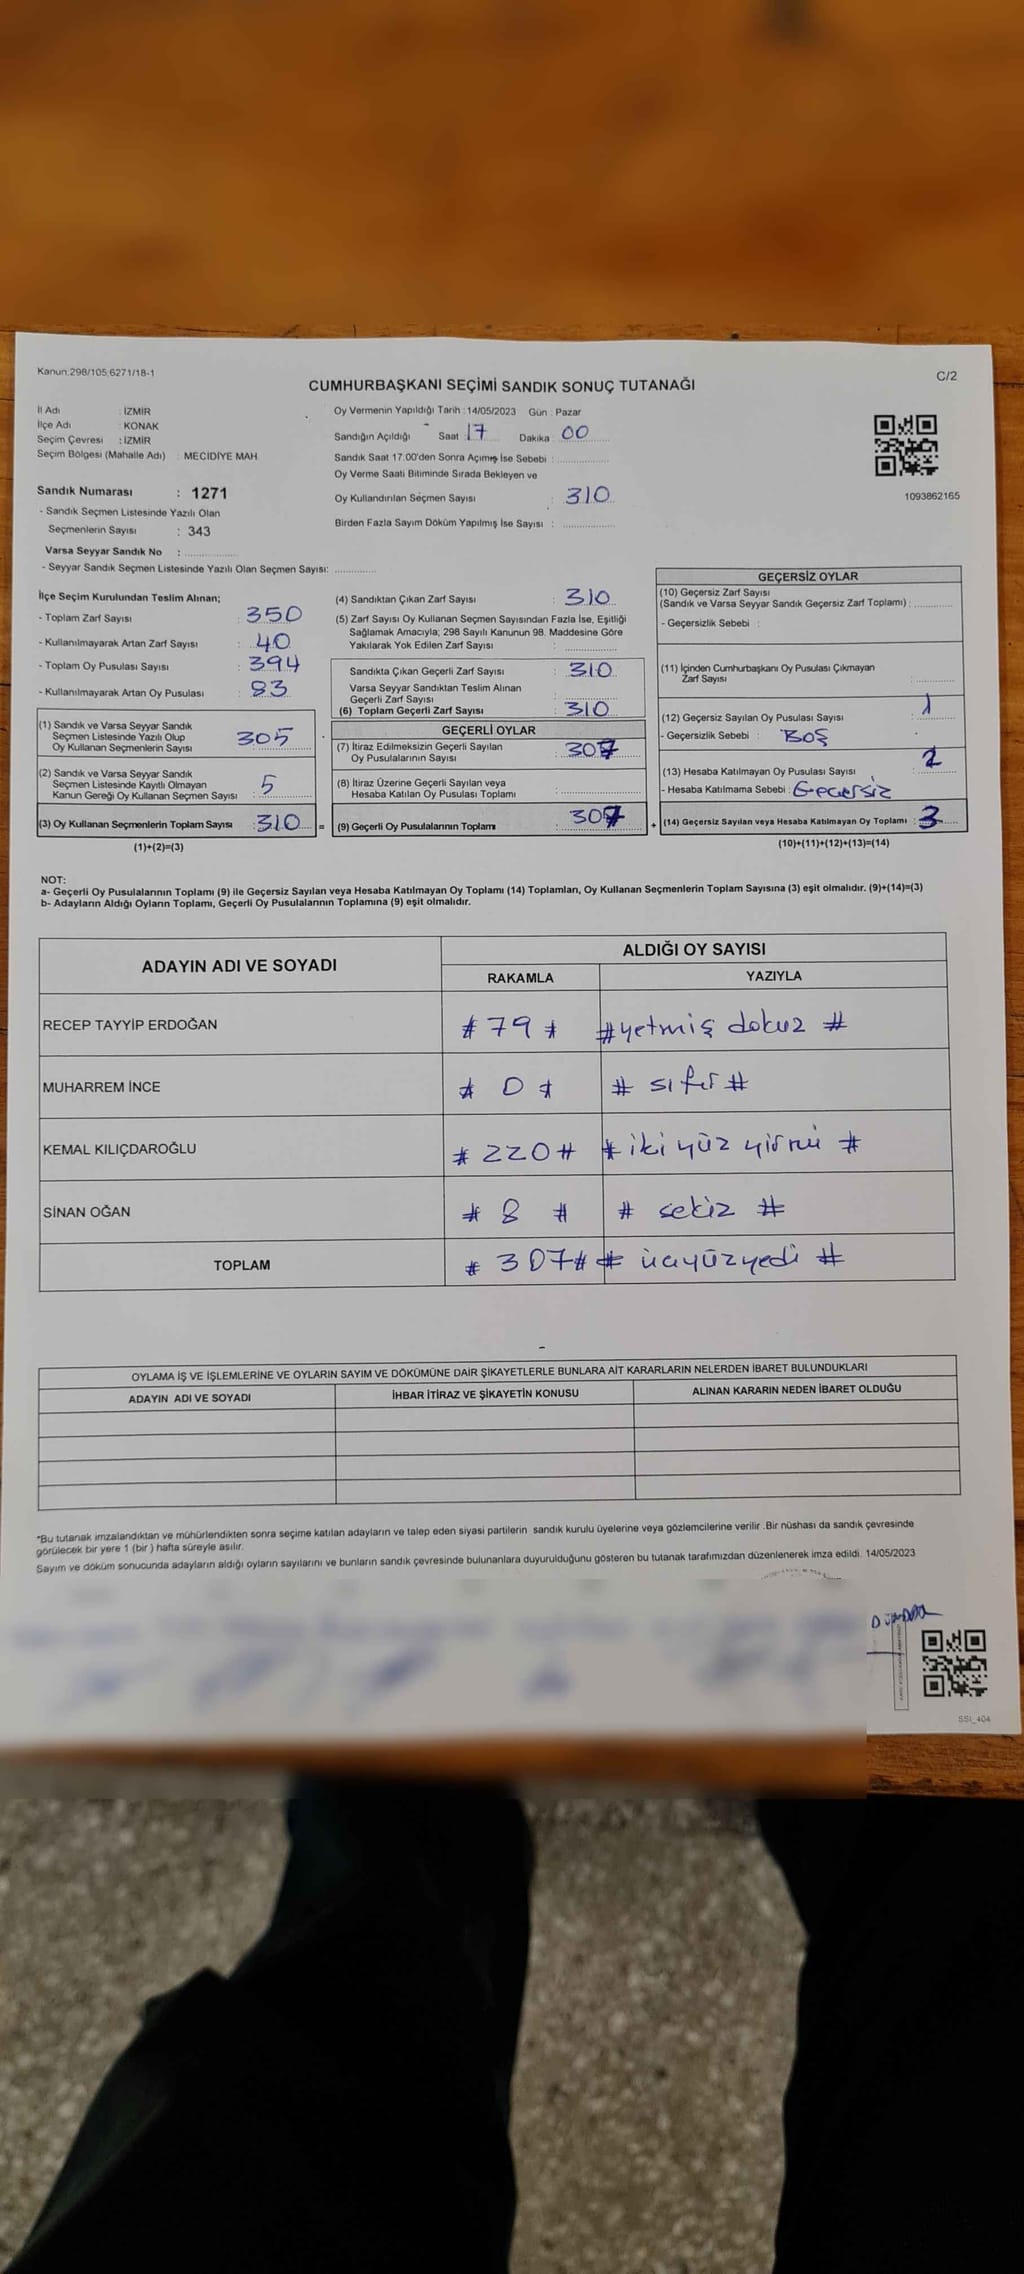 Kanun:298/105,6271/18-1
C/2
CUMHURBAŞKANI SEÇİMİ SANDIK SONUÇ TUTANAĞI
İl Adı : İZMİR
İlçe Adı : KONAK
Seçim Çevresi : İZMİR
Seçim Bölgesi (Mahalle Adı) : MECİDİYE MAH
Sandık Numarası : 1271
- Sandık Seçmen Listesinde Yazılı Olan
Seçmenlerin Sayısı : 343
Varsa Seyyar Sandık No : ..............
- Seyyar Sandık Seçmen Listesinde Yazılı Olan Seçmen Sayısı: ............
Oy Vermenin Yapıldığı Tarih : 14/05/2023 Gün : Pazar
Sandığın Açıldığı Saat : 17 Dakika : 00
Sandık Saat 17:00'den Sonra Açımış İse Sebebi : ..............
Oy Verme Saati Bitiminde Sırada Bekleyen ve
Oy Kullandırılan Seçmen Sayısı : 310
Birden Fazla Sayım Döküm Yapılmış İse Sayısı : ..............
1093862165
İlçe Seçim Kurulundan Teslim Alınan;
- Toplam Zarf Sayısı : 350
- Kullanılmayarak Artan Zarf Sayısı : 40
- Toplam Oy Pusulası Sayısı : 394
- Kullanılmayarak Artan Oy Pusulası : 83
(1) Sandık ve Varsa Seyyar Sandık
Seçmen Listesinde Yazılı Olup
Oy Kullanan Seçmenlerin Sayısı 305
(2) Sandık ve Varsa Seyyar Sandık
Seçmen Listesinde Kayıtlı Olmayan
Kanun Gereği Oy Kullanan Seçmen Sayısı : 5
(3) Oy Kullanan Seçmenlerin Toplam Sayısı : 310 =
(1)+(2)=(3)
(4) Sandıktan Çıkan Zarf Sayısı : 310
(5) Zarf Sayısı Oy Kullanan Seçmen Sayısından Fazla İse, Eşitliği
Sağlamak Amacıyla; 298 Sayılı Kanunun 98. Maddesine Göre
Yakılarak Yok Edilen Zarf Sayısı : ..............
Sandıkta Çıkan Geçerli Zarf Sayısı : 310
Varsa Seyyar Sandıktan Teslim Alınan
Geçerli Zarf Sayısı : ..............
(6) Toplam Geçerli Zarf Sayısı : 310
GEÇERLİ OYLAR
(7) İtiraz Edilmeksizin Geçerli Sayılan
Oy Pusulalarının Sayısı : 307
(8) İtiraz Üzerine Geçerli Sayılan veya
Hesaba Katılan Oy Pusulası Toplamı : ..............
(9) Geçerli Oy Pusulalarının Toplamı : 307 +
GEÇERSİZ OYLAR
(10) Geçersiz Zarf Sayısı
(Sandık ve Varsa Seyyar Sandık Geçersiz Zarf Toplamı) : ............
- Geçersizlik Sebebi :
(11) İçinden Cumhurbaşkanı Oy Pusulası Çıkmayan
Zarf Sayısı : ............
(12) Geçersiz Sayılan Oy Pusulası Sayısı : 1
- Geçersizlik Sebebi : BOŞ
(13) Hesaba Katılmayan Oy Pusulası Sayısı : 2
- Hesaba Katılmama Sebebi : Gecersiz
(14) Geçersiz Sayılan veya Hesaba Katılmayan Oy Toplamı : 3
(10)+(11)+(12)+(13)=(14)
NOT:
a- Geçerli Oy Pusulalarının Toplamı (9) ile Geçersiz Sayılan veya Hesaba Katılmayan Oy Toplamı (14) Toplamları, Oy Kullanan Seçmenlerin Toplam Sayısına (3) eşit olmalıdır. (9)+(14)=(3)
b- Adayların Aldığı Oyların Toplamı, Geçerli Oy Pusulalarının Toplamına (9) eşit olmalıdır.
ADAYIN ADI VE SOYADI ALDIĞI OY SAYISI
RAKAMLA YAZIYLA
RECEP TAYYİP ERDOĞAN # 79 # # yetmiş dokuz #
MUHARREM İNCE # 0 # # sıfır #
KEMAL KILIÇDAROĞLU # 220 # # iki yüz yirmi #
SİNAN OĞAN # 8 # # sekiz #
TOPLAM # 307 # # üçyüzyedi #
OYLAMA İŞ VE İŞLEMLERİNE VE OYLARIN SAYIM VE DÖKÜMÜNE DAİR ŞİKAYETLERLE BUNLARA AİT KARARLARIN NELERDEN İBARET BULUNDUKLARI
ADAYIN ADI VE SOYADI İHBAR İTİRAZ VE ŞİKAYETİN KONUSU ALINAN KARARIN NEDEN İBARET OLDUĞU
*Bu tutanak imzalandıktan ve mühürlendikten sonra seçime katılan adayların ve talep eden siyasi partilerin sandık kurulu üyelerine veya gözlemcilerine verilir .Bir nüshası da sandık çevresinde
görülecek bir yere 1 (bir ) hafta süreyle asılır.
Sayım ve döküm sonucunda adayların aldığı oyların sayılarını ve bunların sandık çevresinde bulunanlara duyurulduğunu gösteren bu tutanak tarafımızdan düzenlenerek imza edildi. 14/05/2023
SSI_404